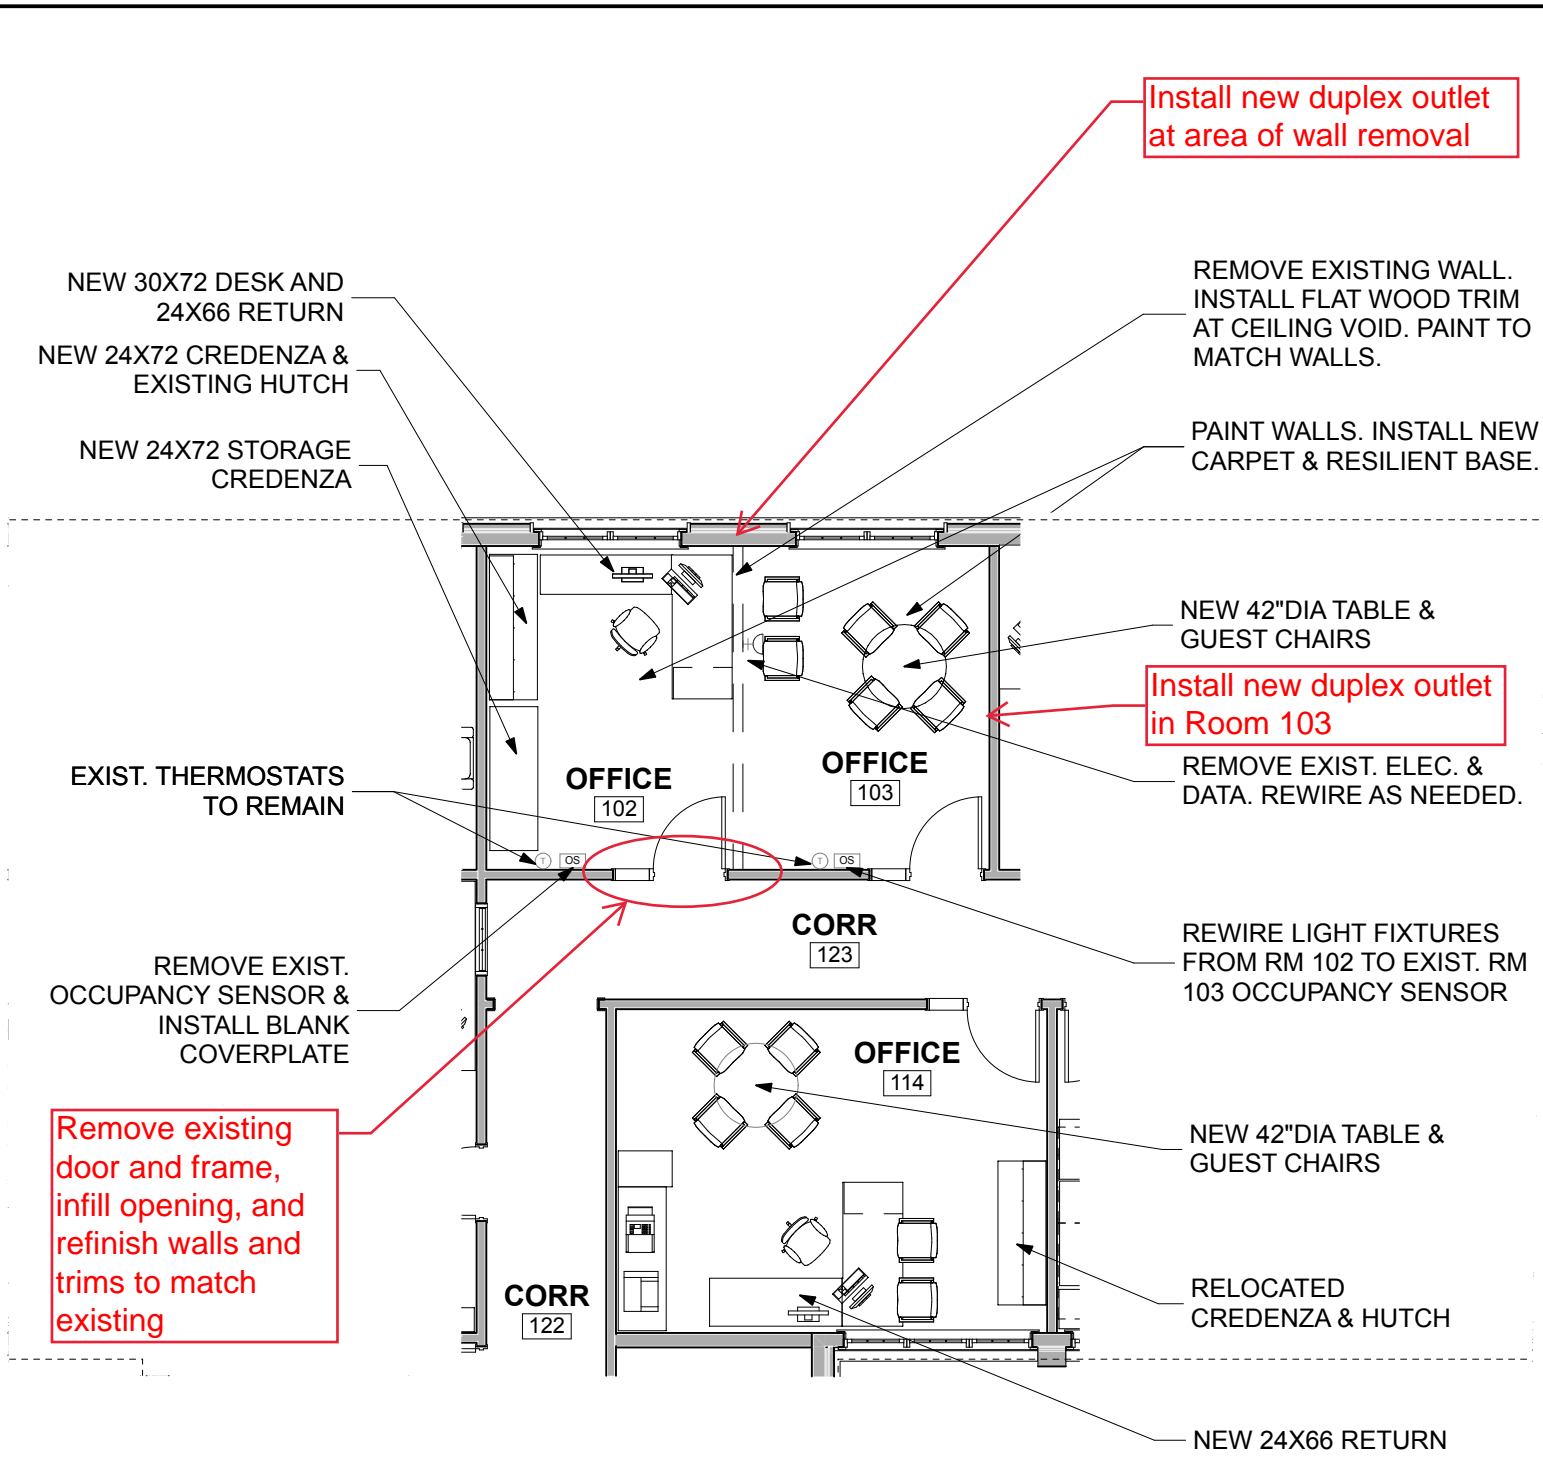 Install new duplex outlet
at area of wall removal
NEW 30X72 DESK AND
24X66 RETURN
NEW 24X72 CREDENZA &
EXISTING HUTCH
NEW 24X72 STORAGE
CREDENZA
REMOVE EXISTING WALL.
INSTALL FLAT WOOD TRIM
AT CEILING VOID. PAINT TO
MATCH WALLS.
PAINT WALLS. INSTALL NEW
CARPET & RESILIENT BASE.
NEW 42"DIA TABLE &
GUEST CHAIRS
Install new duplex outlet
in Room 103
REMOVE EXIST. ELEC. &
DATA. REWIRE AS NEEDED.
EXIST. THERMOSTATS
TO REMAIN
OFFICE
102
OFFICE
103
T
OS
T
OS
CORR
123
REWIRE LIGHT FIXTURES
FROM RM 102 TO EXIST. RM
103 OCCUPANCY SENSOR
REMOVE EXIST.
OCCUPANCY SENSOR &
INSTALL BLANK
COVERPLATE
OFFICE
114
Remove existing
door and frame,
infill opening, and
refinish walls and
trims to match
existing
NEW 42"DIA TABLE &
GUEST CHAIRS
CORR
122
RELOCATED
CREDENZA & HUTCH
NEW 24X66 RETURN